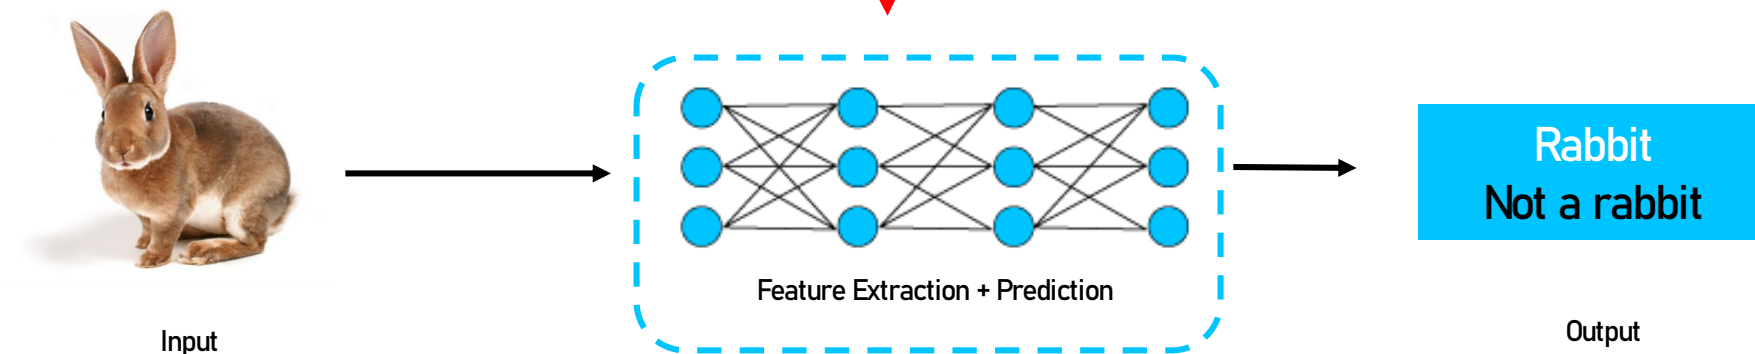 Rabbit
Not a rabbit
Feature Extraction + Prediction
Input
Output